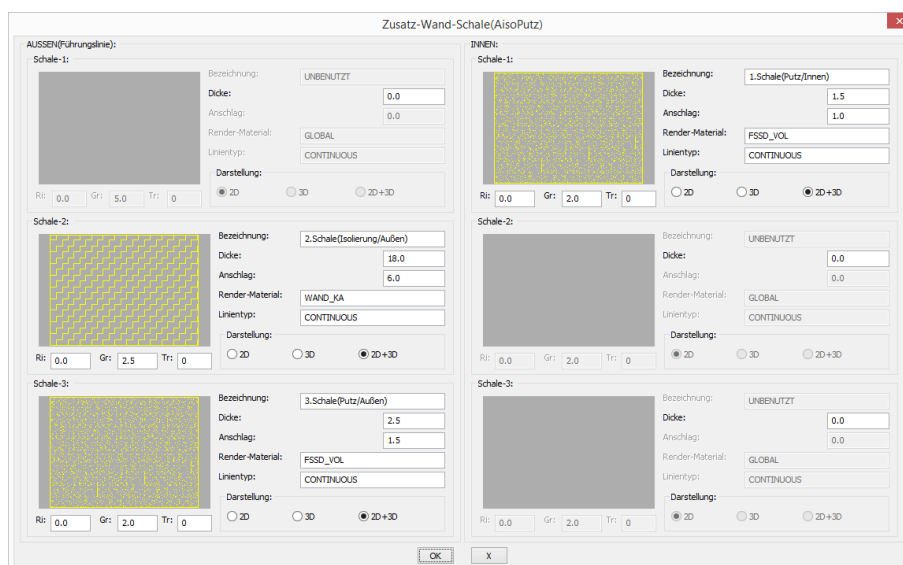 Zusatz-Wand-Schale(AisoPutz)
x
AUSSEN(Führungslinie):
Schale-1:
Bezeichnung: UNBENUTZT
Dicke: 0.0
Anschlag: 0.0
Render-Material: GLOBAL
Linientyp: CONTINUOUS
Darstellung:
Ri: 0.0 Gr: 5.0 Tr: 0 2D 3D 2D+3D
Schale-2:
Bezeichnung: 2.Schale(Isolierung/Außen)
Dicke: 18.0
Anschlag: 6.0
Render-Material: WAND_KA
Linientyp: CONTINUOUS
Darstellung:
Ri: 0.0 Gr: 2.5 Tr: 0 2D 3D 2D+3D
Schale-3:
Bezeichnung: 3.Schale(Putz/Außen)
Dicke: 2.5
Anschlag: 1.5
Render-Material: FSSD_VOL
Linientyp: CONTINUOUS
Darstellung:
Ri: 0.0 Gr: 2.0 Tr: 0 2D 3D 2D+3D
INNEN:
Schale-1:
Bezeichnung: 1.Schale(Putz/Innen)
Dicke: 1.5
Anschlag: 1.0
Render-Material: FSSD_VOL
Linientyp: CONTINUOUS
Darstellung:
Ri: 0.0 Gr: 2.0 Tr: 0 2D 3D 2D+3D
Schale-2:
Bezeichnung: UNBENUTZT
Dicke: 0.0
Anschlag: 0.0
Render-Material: GLOBAL
Linientyp: CONTINUOUS
Darstellung:
Ri: 0.0 Gr: 2.0 Tr: 0 2D 3D 2D+3D
Schale-3:
Bezeichnung: UNBENUTZT
Dicke: 0.0
Anschlag: 0.0
Render-Material: GLOBAL
Linientyp: CONTINUOUS
Darstellung:
Ri: 0.0 Gr: 2.0 Tr: 0 2D 3D 2D+3D
OK X